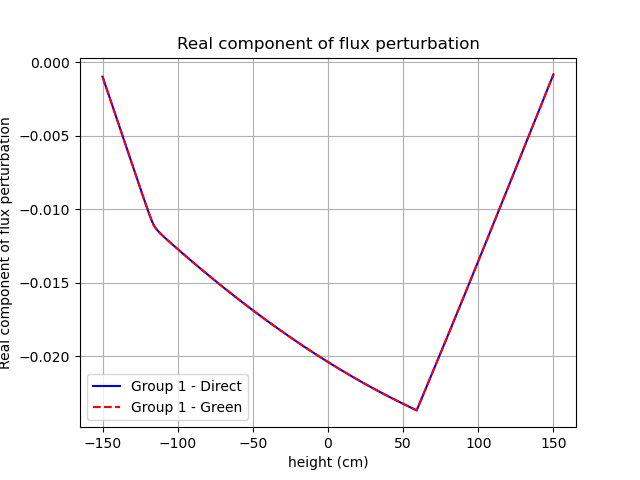 Real component of flux perturbation
Real component of flux perturbation
0.000
−0.005
−0.010
−0.015
−0.020
−150
−100
−50
0
50
100
150
height (cm)
Group 1 - Direct
Group 1 - Green